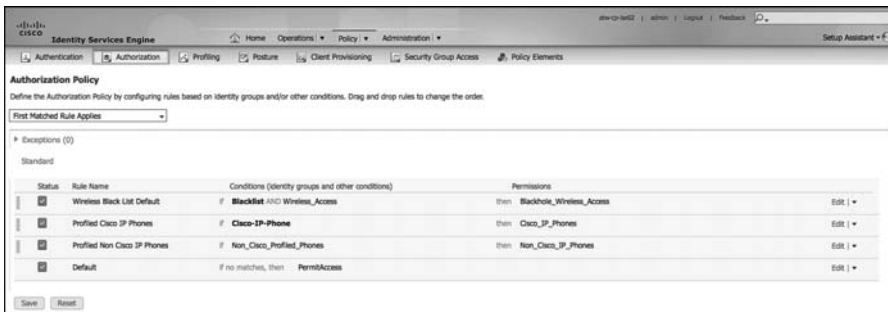 admin | Logout | Feedback
CISCO Identity Services Engine
Home Operations Policy Administration
Setup Assistant
Authentication Authorization Profiling Posture Client Provisioning Security Group Access Policy Elements
Authorization Policy
Define the Authorization Policy by configuring rules based on identity groups and/or other conditions. Drag and drop rules to change the order.
First Matched Rule Applies
Exceptions (0)
Standard
Status Rule Name Conditions (identity groups and other conditions) Permissions
Wireless Black List Default if Blacklist AND Wireless_Access then Blackhole_Wireless_Access Edit |
Profiled Cisco IP Phones if Cisco-IP-Phone then Cisco_IP_Phones Edit |
Profiled Non Cisco IP Phones if Non_Cisco_Profiled_Phones then Non_Cisco_IP_Phones Edit |
Default if no matches, then PermitAccess Edit |
Save Reset